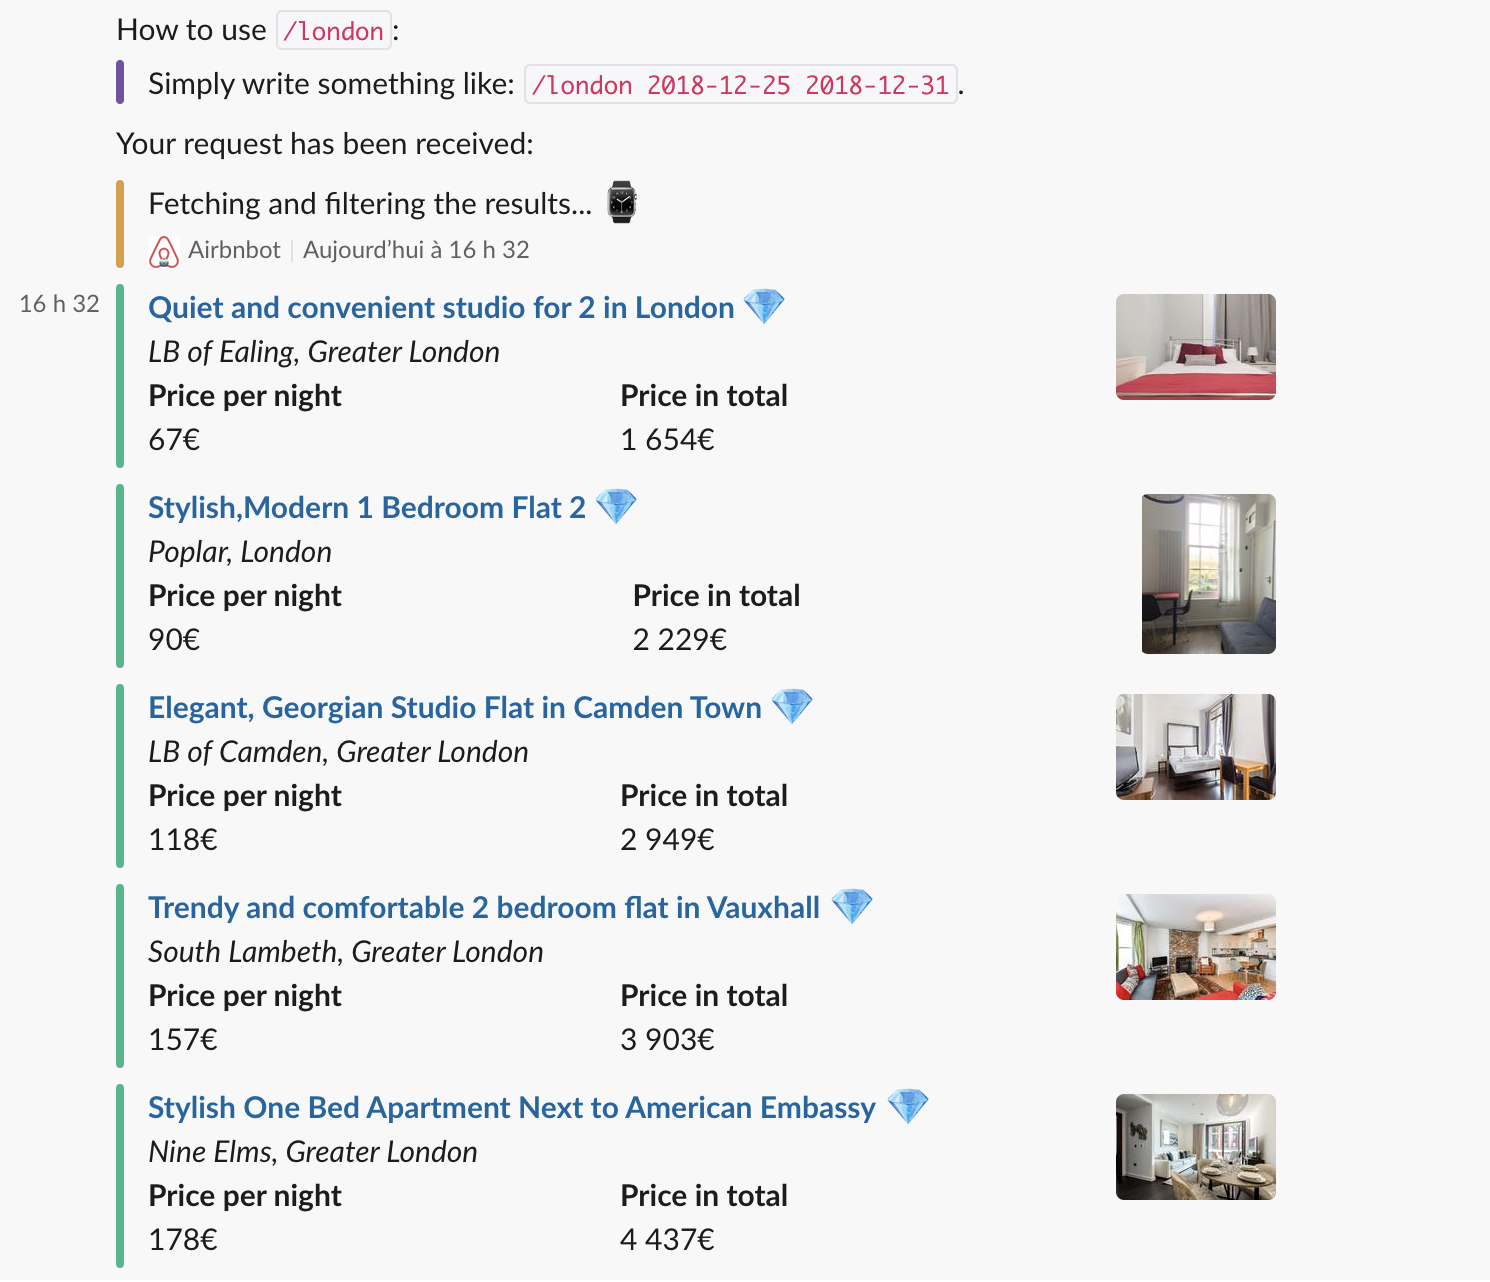 How to use /london:
Simply write something like: /london 2018-12-25 2018-12-31.
Your request has been received:
Fetching and filtering the results...
Airbnbot | Aujourd’hui à 16 h 32
16 h 32
Quiet and convenient studio for 2 in London
LB of Ealing, Greater London
Price per night Price in total
67€ 1 654€
Stylish,Modern 1 Bedroom Flat 2
Poplar, London
Price per night Price in total
90€ 2 229€
Elegant, Georgian Studio Flat in Camden Town
LB of Camden, Greater London
Price per night Price in total
118€ 2 949€
Trendy and comfortable 2 bedroom flat in Vauxhall
South Lambeth, Greater London
Price per night Price in total
157€ 3 903€
Stylish One Bed Apartment Next to American Embassy
Nine Elms, Greater London
Price per night Price in total
178€ 4 437€